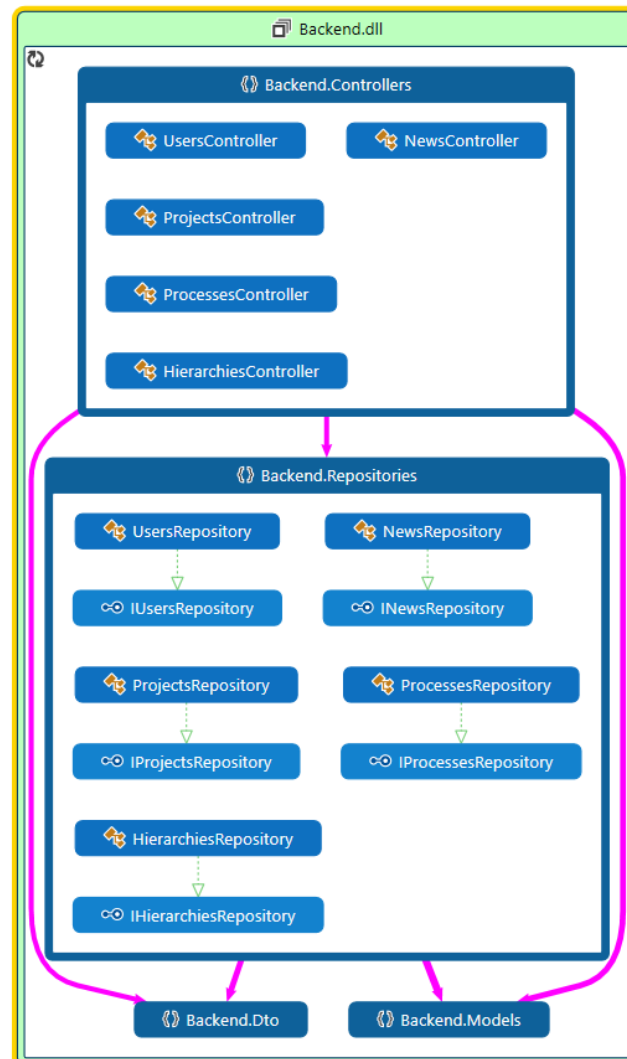 Backend.dll
Backend.Controllers
UsersController
NewsController
ProjectsController
ProcessesController
HierarchiesController
Backend.Repositories
UsersRepository
NewsRepository
IUsersRepository
INewsRepository
ProjectsRepository
ProcessesRepository
IProjectsRepository
IProcessesRepository
HierarchiesRepository
IHierarchiesRepository
Backend.Dto
Backend.Models